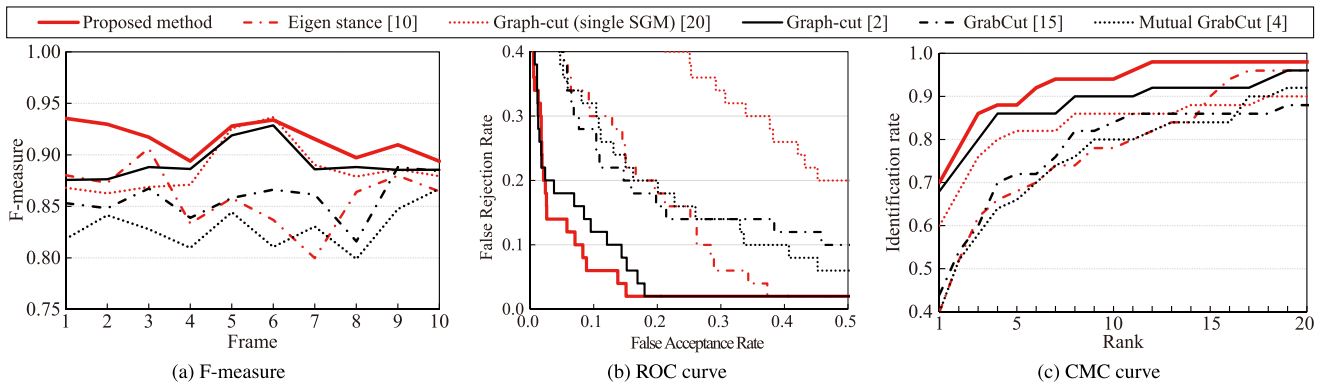 Proposed method Eigen stance [10] Graph-cut (single SGM) [20] Graph-cut [2] GrabCut [15] Mutual GrabCut [4]
1.00
0.95
0.90
0.85
0.80
0.75
F-measure
1 2 3 4 5 6 7 8 9 10
Frame
(a) F-measure
0.4
0.3
0.2
0.1
0.0
False Rejection Rate
0.0 0.1 0.2 0.3 0.4 0.5
False Acceptance Rate
(b) ROC curve
1.0
0.9
0.8
0.7
0.6
0.5
0.4
Identification rate
1 5 10 15 20
Rank
(c) CMC curve